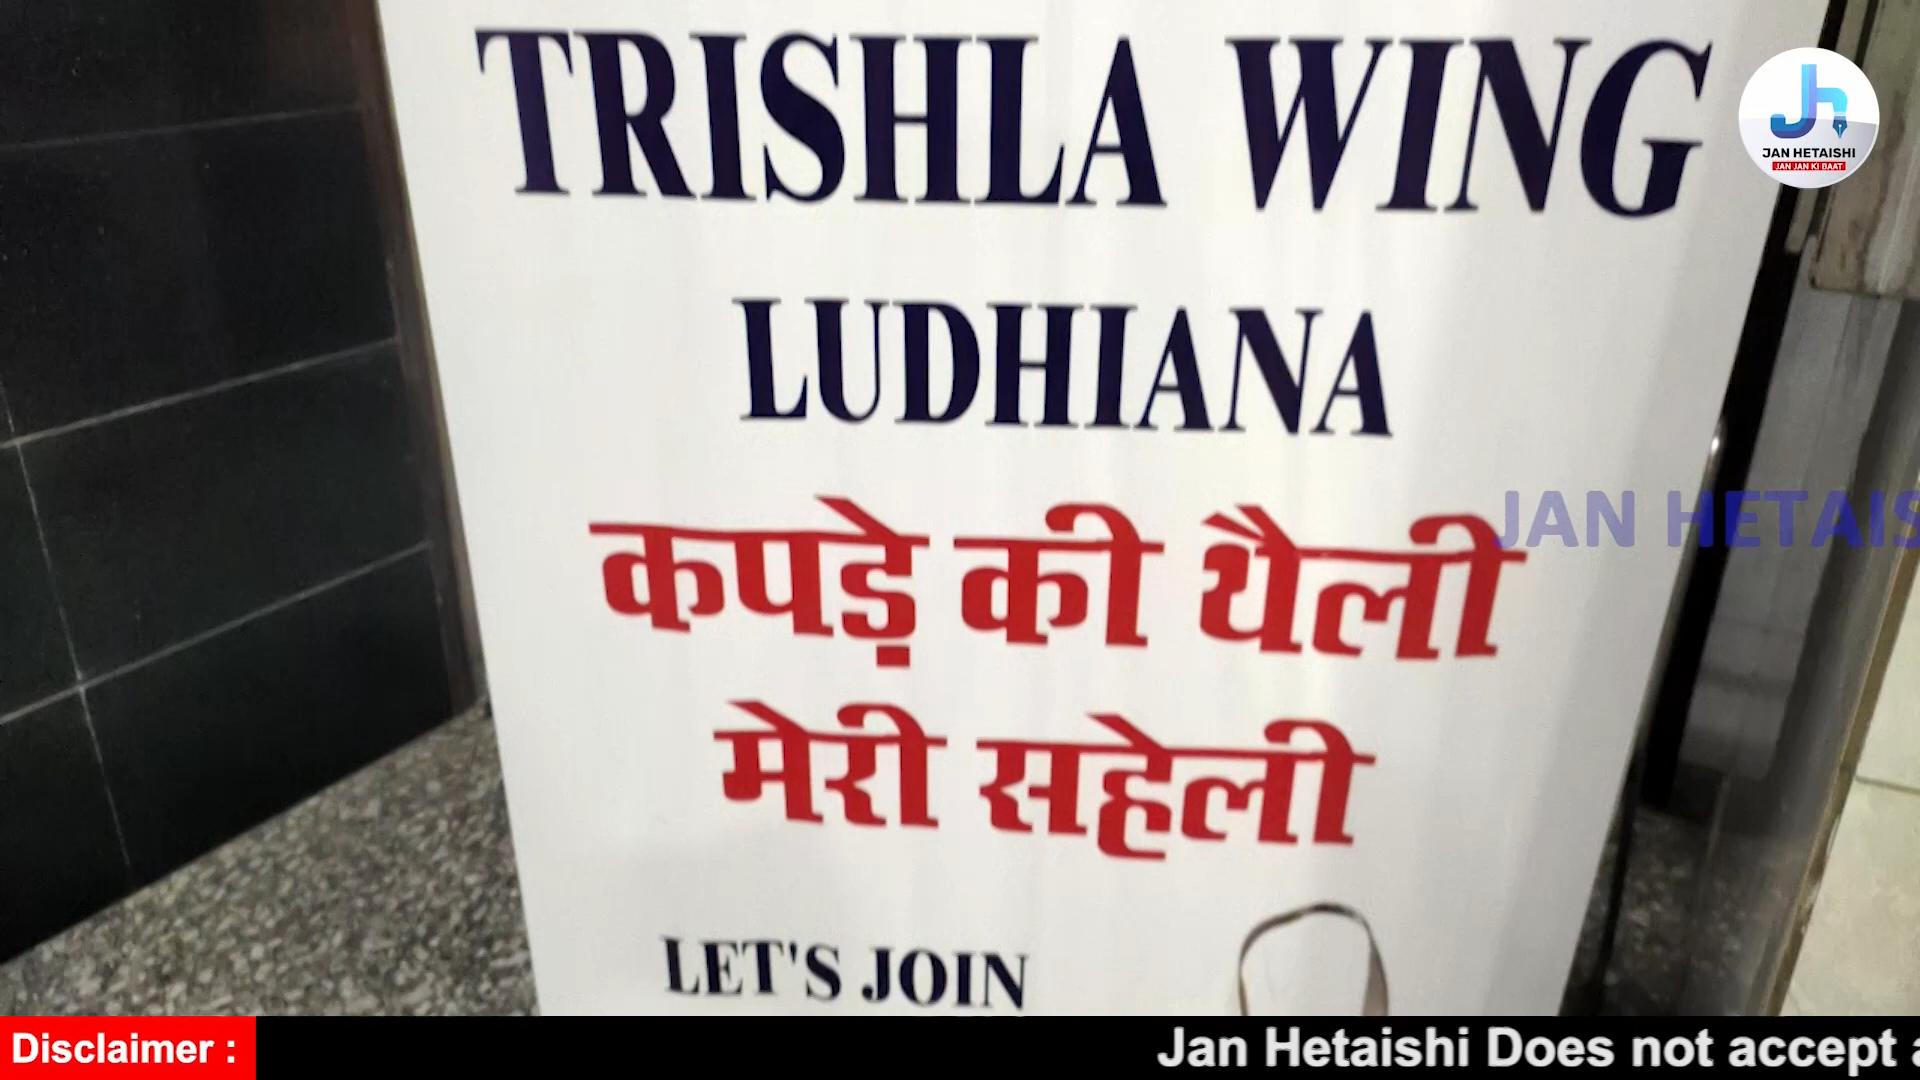 TRISHLA WING
LUDHIANA
कपड़े की थैली
मेरी सहेली
LET'S JOIN
JAN HETAISHI
JAN JAN KI BAAT
JAN HETAIS
Disclaimer :
Jan Hetaishi Does not accept